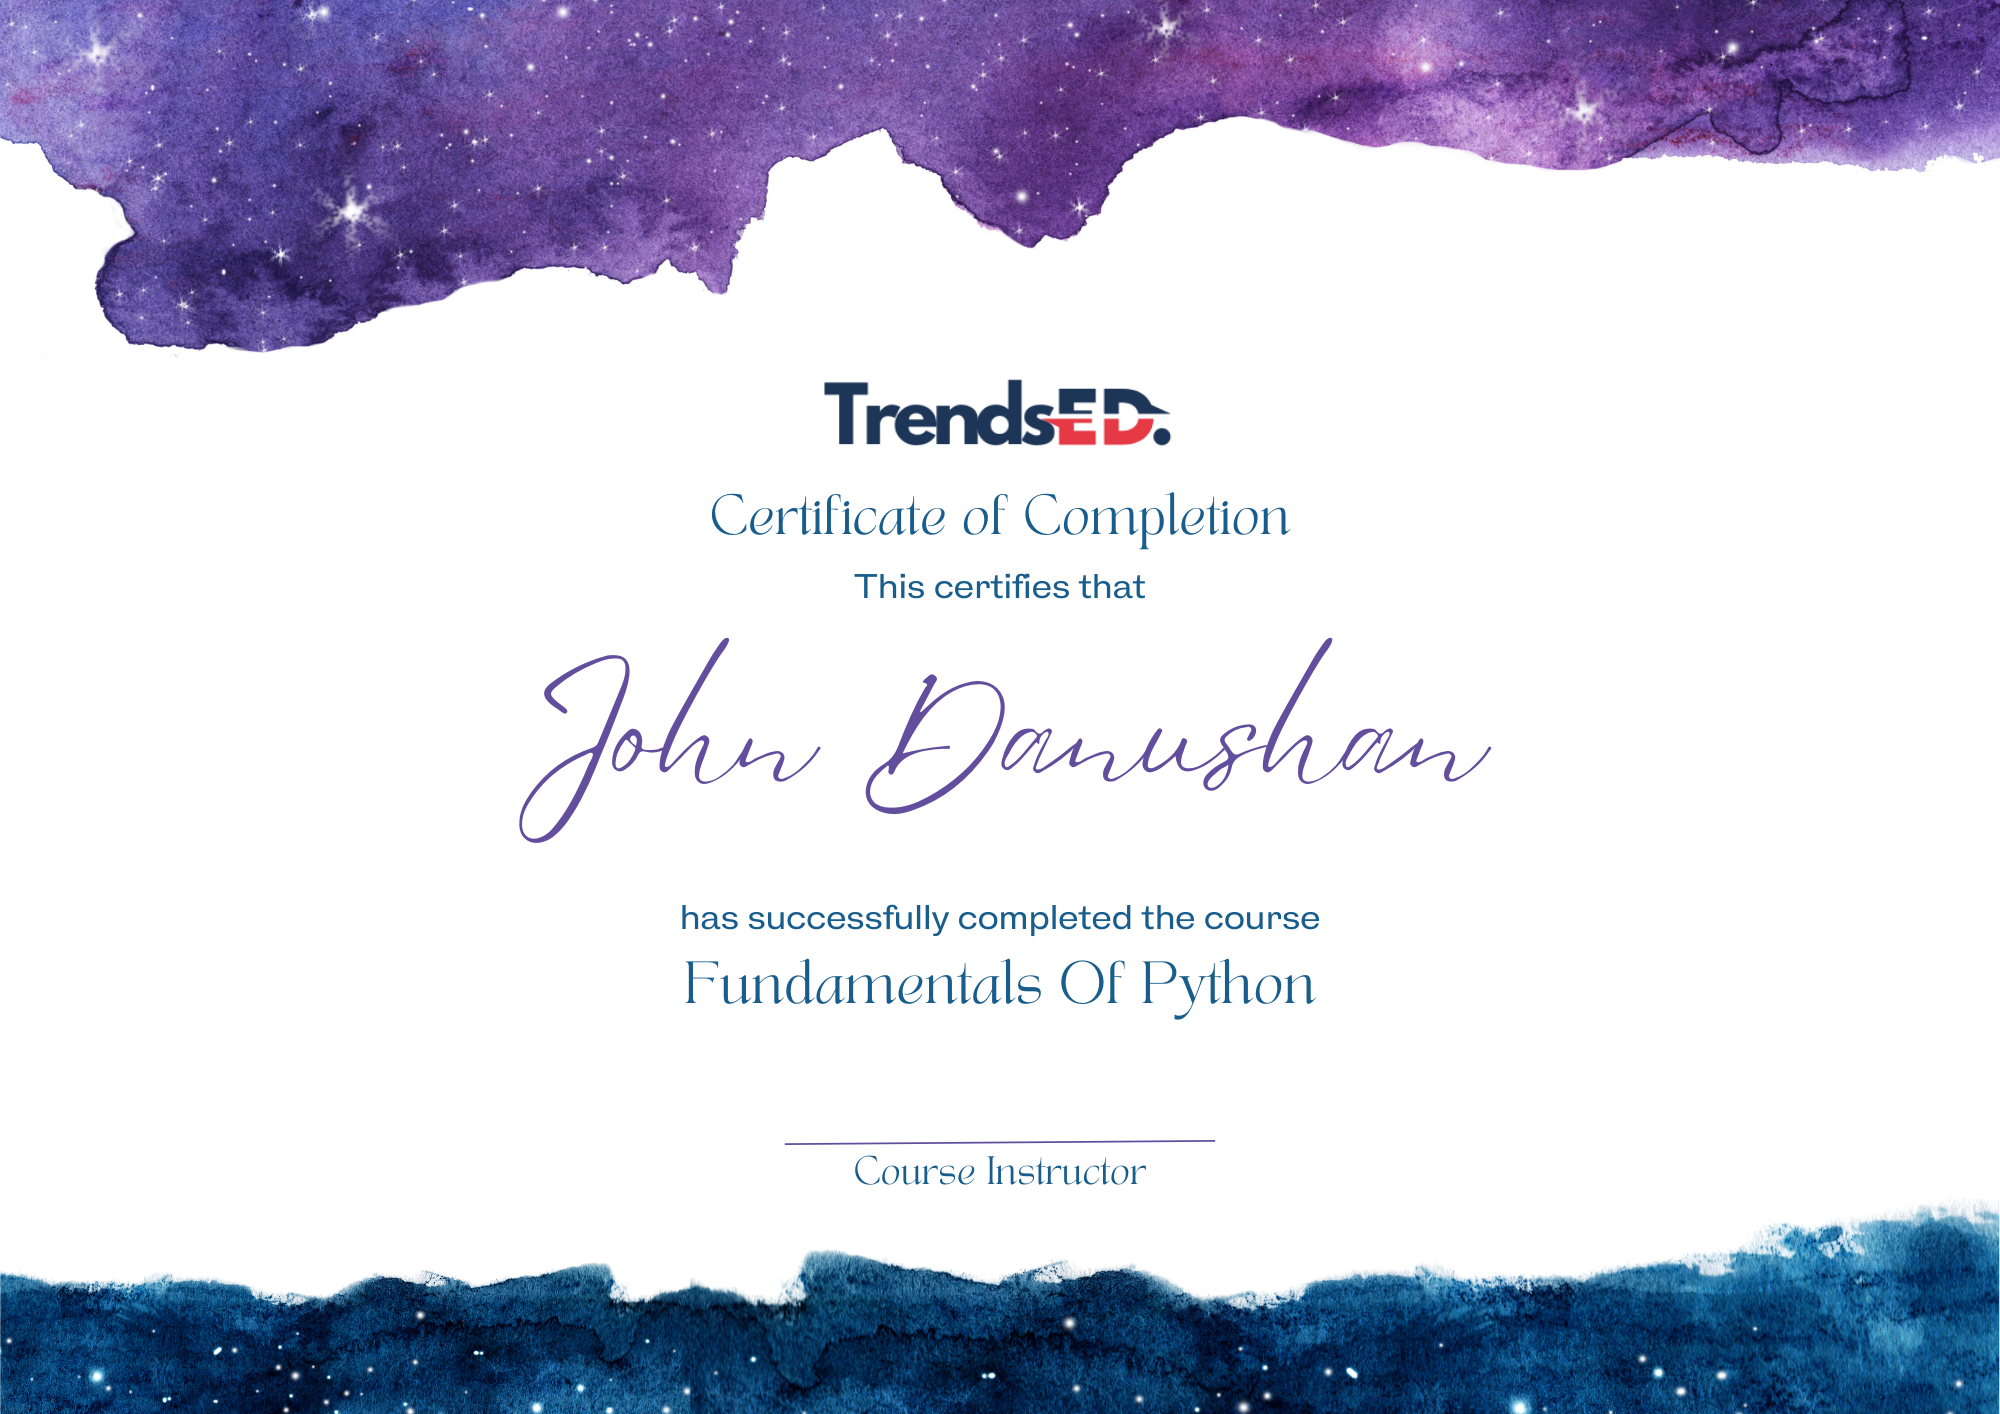 TrendsED.
Certificate of Completion
This certifies that
John Danushan
has successfully completed the course
Fundamentals Of Python
Course Instructor